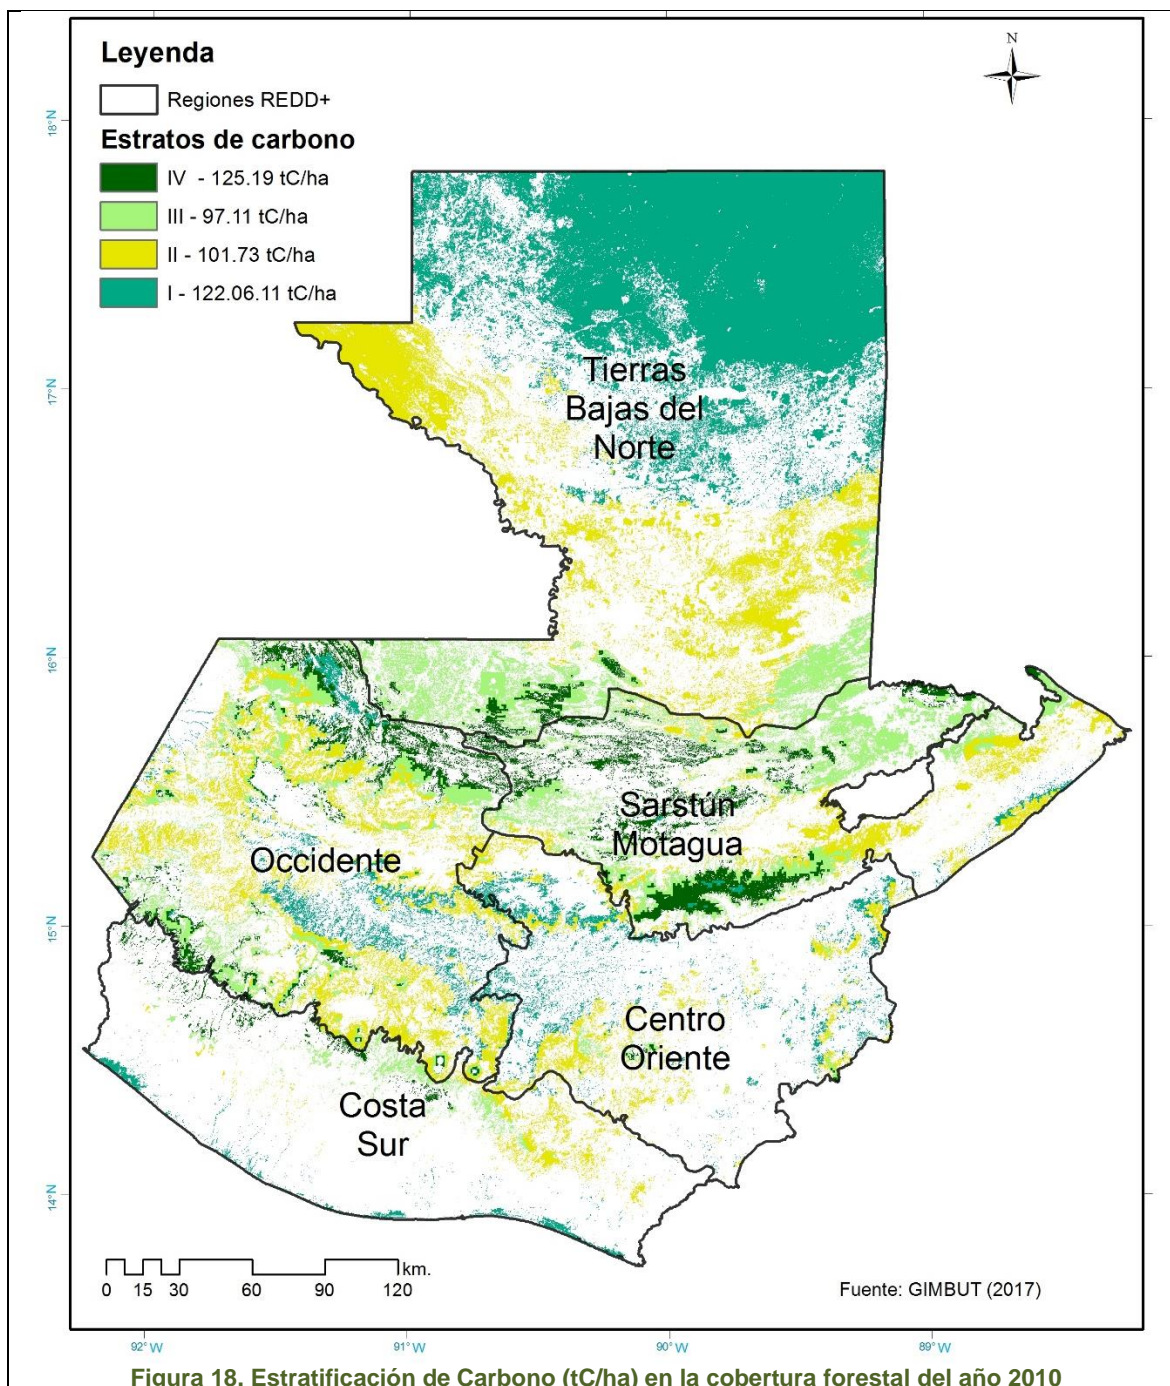 Leyenda
Regiones REDD+
Estratos de carbono
IV - 125.19 tC/ha
III - 97.11 tC/ha
II - 101.73 tC/ha
I - 122.06.11 tC/ha
N
18°N
17°N
16°N
15°N
14°N
Tierras
Bajas del
Norte
Sarstún
Motagua
Occidente
Centro
Oriente
Costa
Sur
km.
0 15 30 60 90 120
Fuente: GIMBUT (2017)
92°W 91°W 90°W 89°W
Figura 18. Estratificación de Carbono (tC/ha) en la cobertura forestal del año 2010